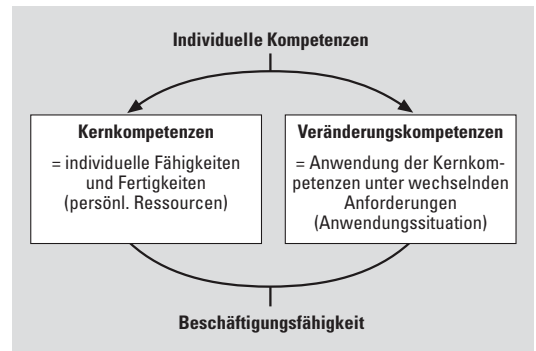 Individuelle Kompetenzen
Kernkompetenzen
= individuelle Fähigkeiten
und Fertigkeiten
(persönl. Ressourcen)
Veränderungskompetenzen
= Anwendung der Kernkom-
petenzen unter wechselnden
Anforderungen
(Anwendungssituation)
Beschäftigungsfähigkeit